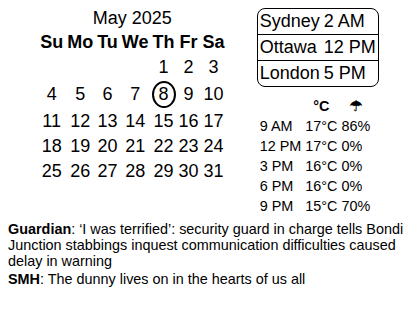 May 2025
Su Mo Tu We Th Fr Sa
1 2 3
4 5 6 7 8 9 10
11 12 13 14 15 16 17
18 19 20 21 22 23 24
25 26 27 28 29 30 31
Sydney 2 AM
Ottawa 12 PM
London 5 PM
°C ☂
9 AM 17°C 86%
12 PM 17°C 0%
3 PM 16°C 0%
6 PM 16°C 0%
9 PM 15°C 70%
Guardian: ‘I was terrified’: security guard in charge tells Bondi
Junction stabbings inquest communication difficulties caused
delay in warning
SMH: The dunny lives on in the hearts of us all